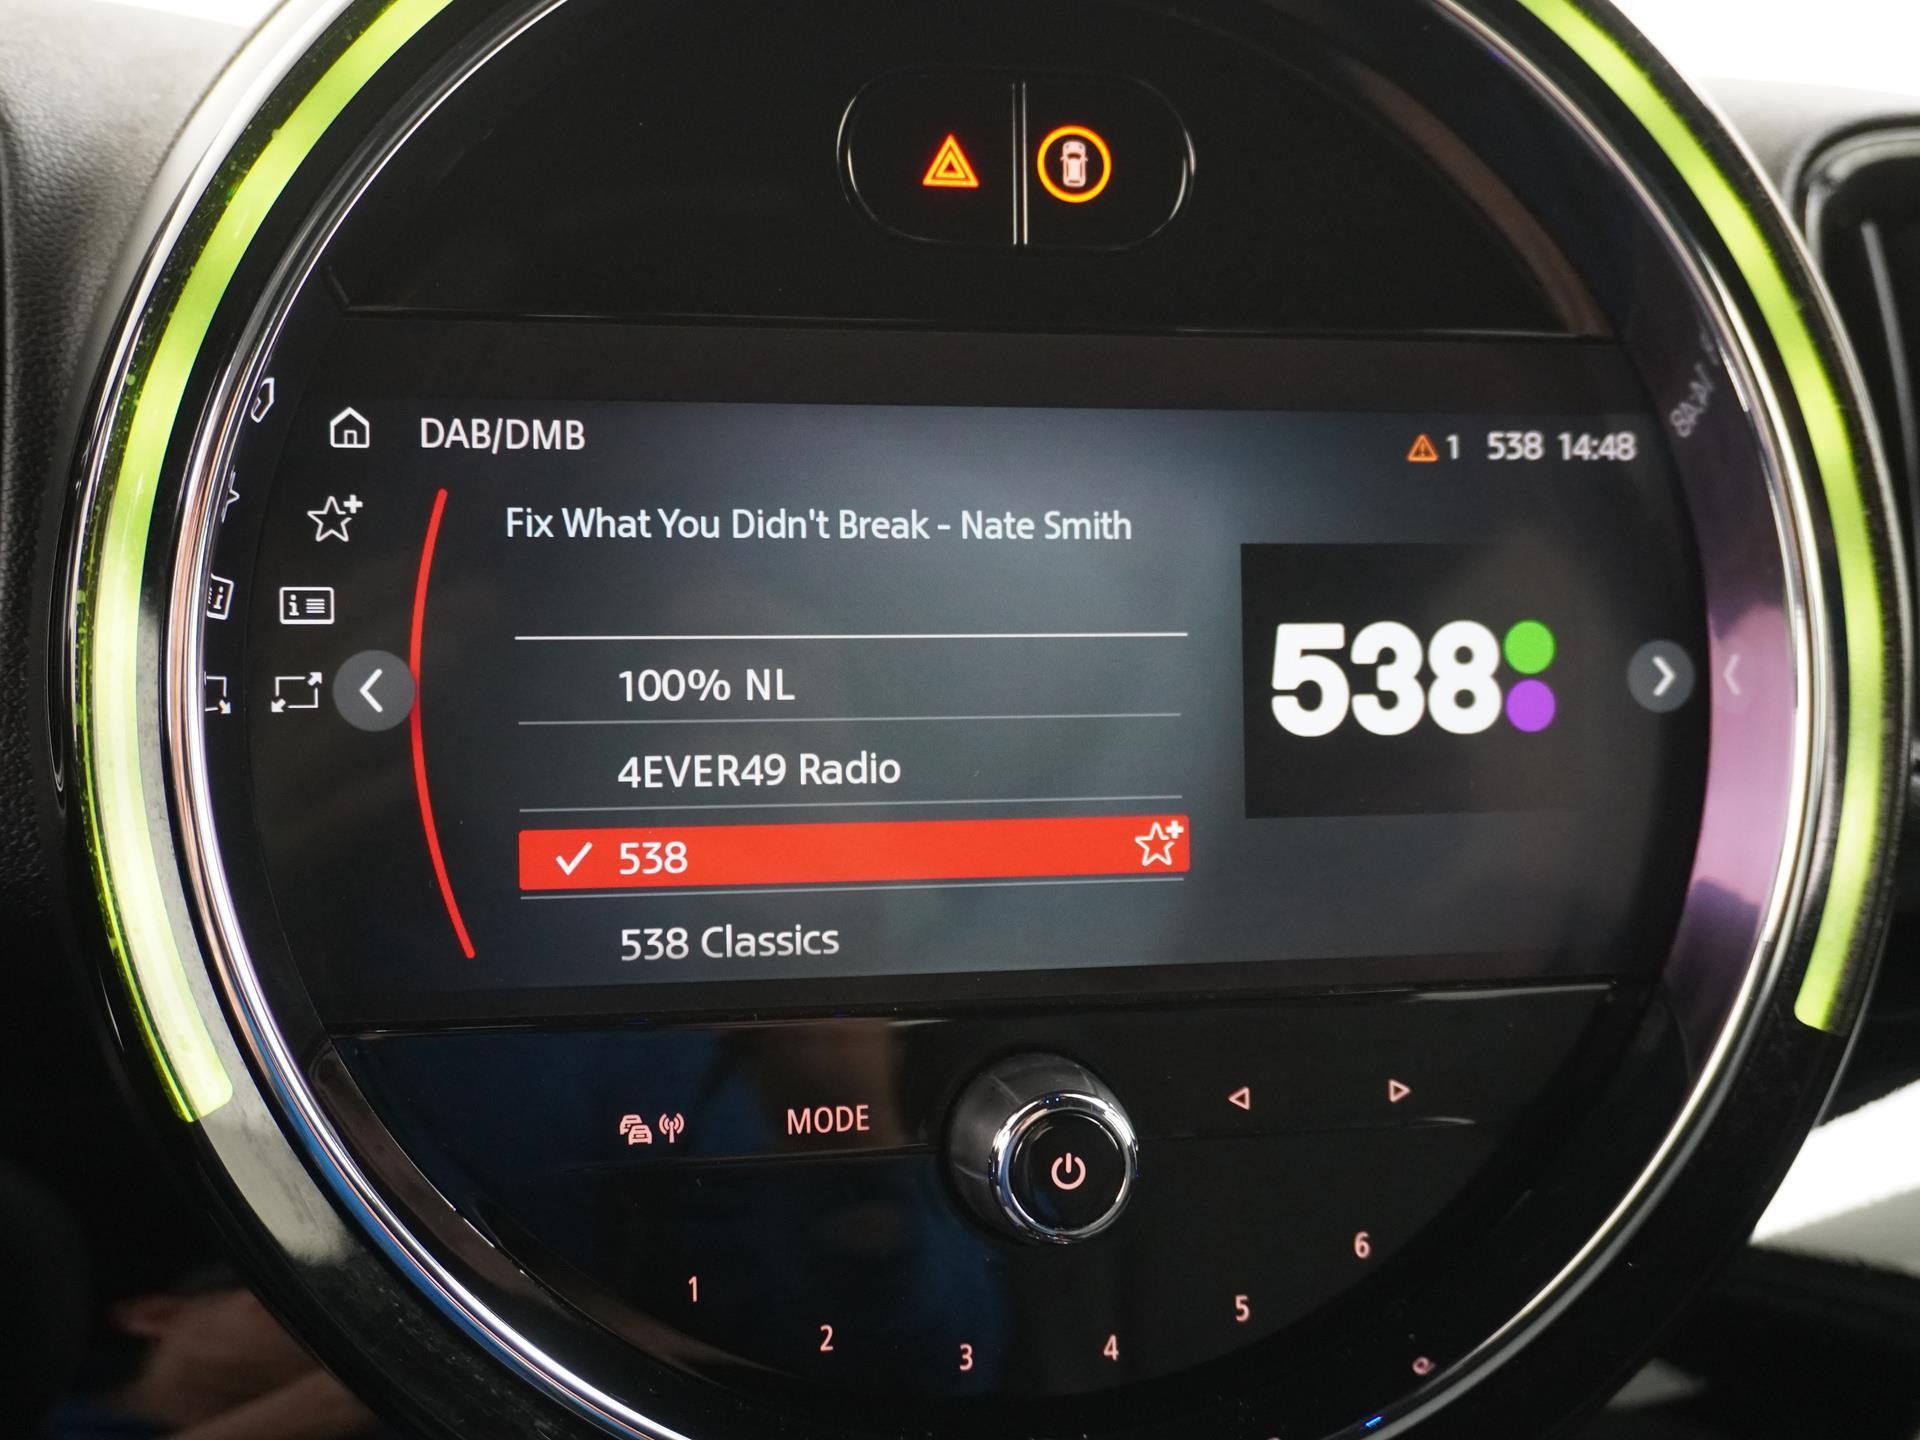 DAB/DMB
1 538 14:48
Fix What You Didn't Break - Nate Smith
100% NL
4EVER49 Radio
538
538 Classics
538
MODE
1
2
3
4
5
6